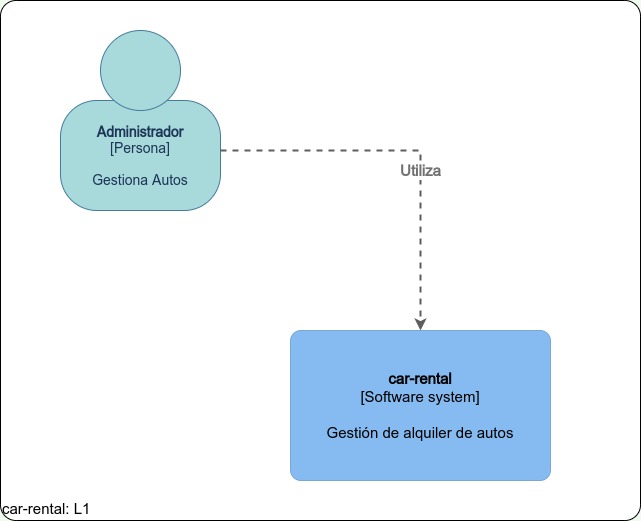 Administrador
[Persona]
Gestiona Autos
Utiliza
car-rental
[Software system]
Gestión de alquiler de autos
car-rental: L1